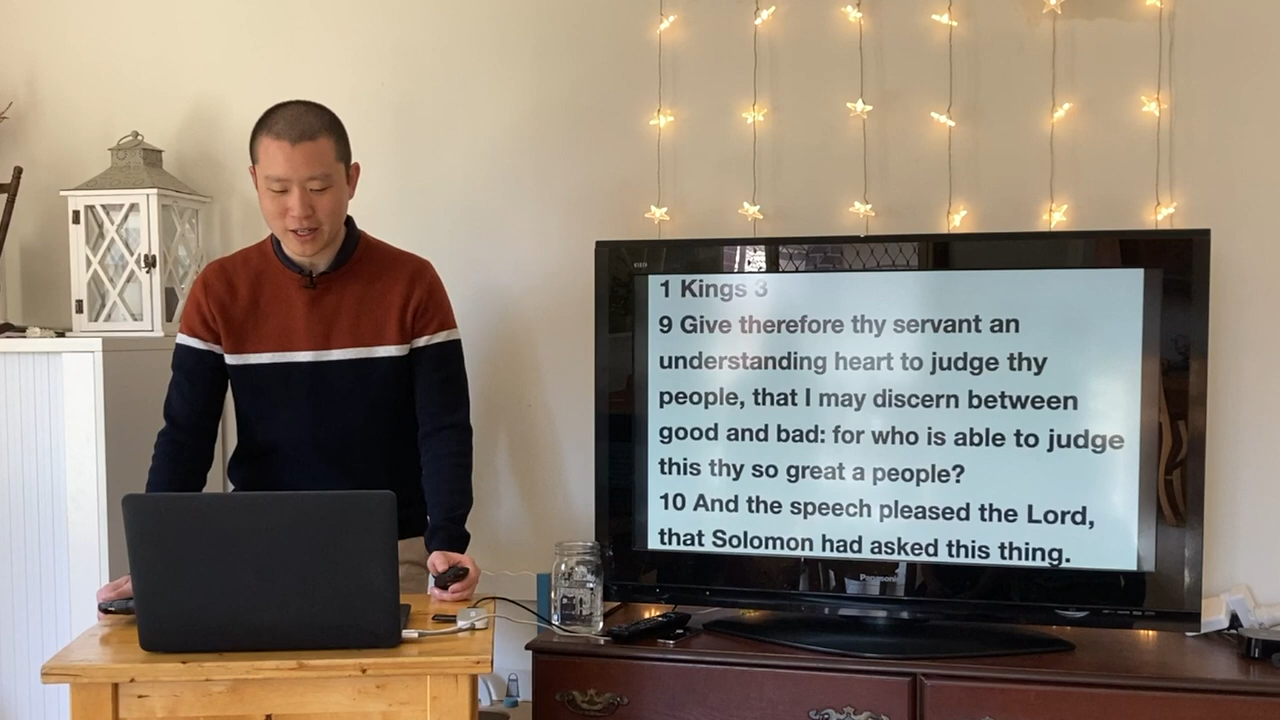 1 Kings 3
9 Give therefore thy servant an
understanding heart to judge thy
people, that I may discern between
good and bad: for who is able to judge
this thy so great a people?
10 And the speech pleased the Lord,
that Solomon had asked this thing.
Panasonic